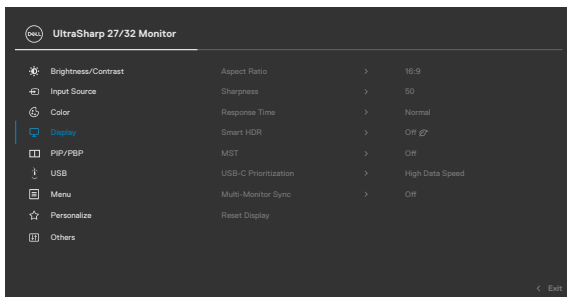 DELL UltraSharp 27/32 Monitor
Brightness/Contrast Aspect Ratio > 16:9
Input Source Sharpness > 50
Color Response Time > Normal
Display Smart HDR > Off
PIP/PBP MST > Off
USB USB-C Prioritization > High Data Speed
Menu Multi-Monitor Sync > Off
Personalize Reset Display
Others
< Exit